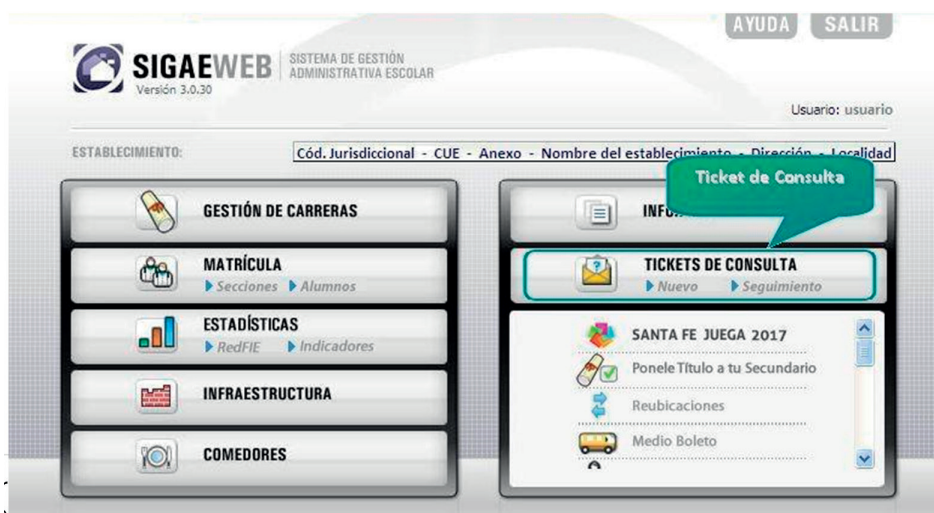 AYUDA SALIR
SIGAEWEB
SISTEMA DE GESTIÓN
ADMINISTRATIVA ESCOLAR
Versión 3.0.30
Usuario: usuario
ESTABLECIMIENTO:
Cód. Jurisdiccional - CUE - Anexo - Nombre del establecimiento - Dirección - Localidad
Ticket de Consulta
GESTIÓN DE CARRERAS
MATRÍCULA
Secciones Alumnos
ESTADÍSTICAS
RedFIE Indicadores
INFRAESTRUCTURA
COMEDORES
TICKETS DE CONSULTA
Nuevo Seguimiento
SANTA FE JUEGA 2017
Ponele Título a tu Secundario
Reubicaciones
Medio Boleto